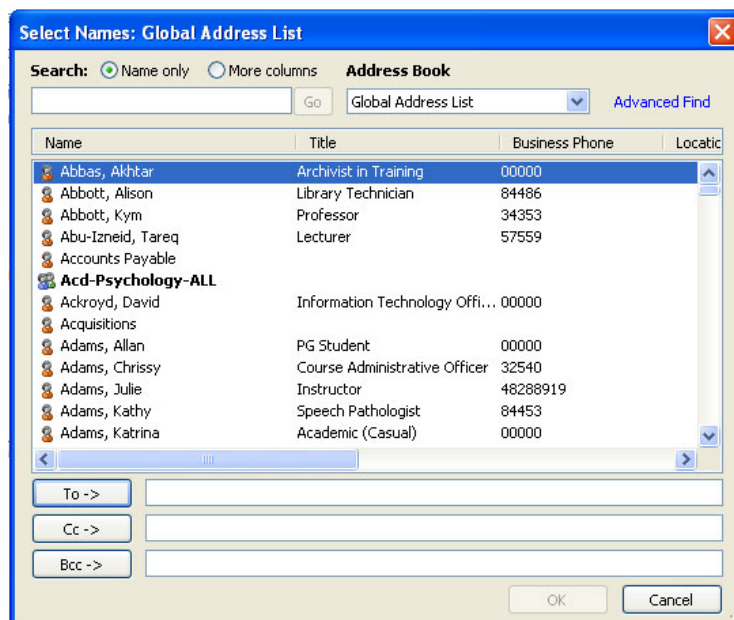 Select Names: Global Address List
Search: Name only More columns Address Book
Go Global Address List Advanced Find
Name Title Business Phone Locatic
Abbas, Akhtar Archivist in Training 00000
Abbott, Alison Library Technician 84486
Abbott, Kym Professor 34353
Abu-Izneid, Tareq Lecturer 57559
Accounts Payable
Acd-Psychology-ALL
Ackroyd, David Information Technology Offi... 00000
Acquisitions
Adams, Allan PG Student 00000
Adams, Chrissy Course Administrative Officer 32540
Adams, Julie Instructor 48288919
Adams, Kathy Speech Pathologist 84453
Adams, Katrina Academic (Casual) 00000
To ->
Cc ->
Bcc ->
OK Cancel